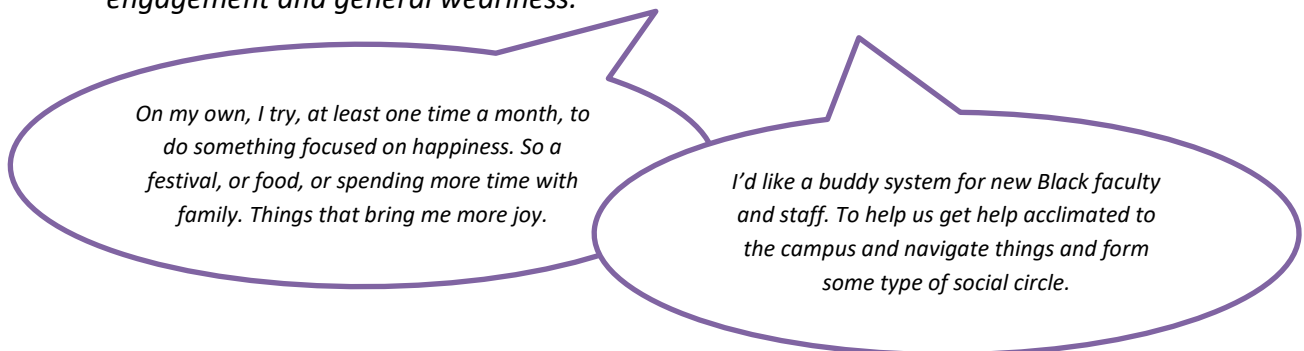 engagement and general weariness.
On my own, I try, at least one time a month, to
do something focused on happiness. So a
festival, or food, or spending more time with
family. Things that bring me more joy.
I'd like a buddy system for new Black faculty
and staff. To help us get help acclimated to
the campus and navigate things and form
some type of social circle.